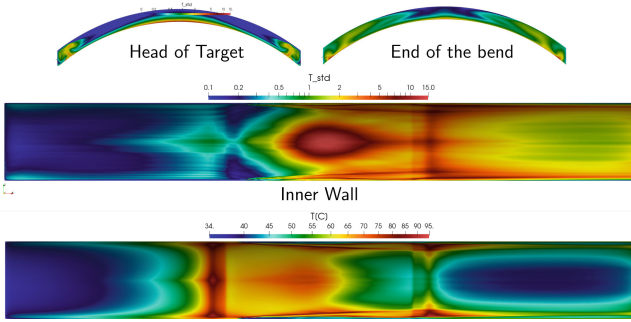 T_std
Head of Target
End of the bend
T_std
0.1 0.2 0.5 1 2 5 10 15.0
Inner Wall
T[C]
34. 40 45 50 55 60 65 70 75 80 85 90 95.